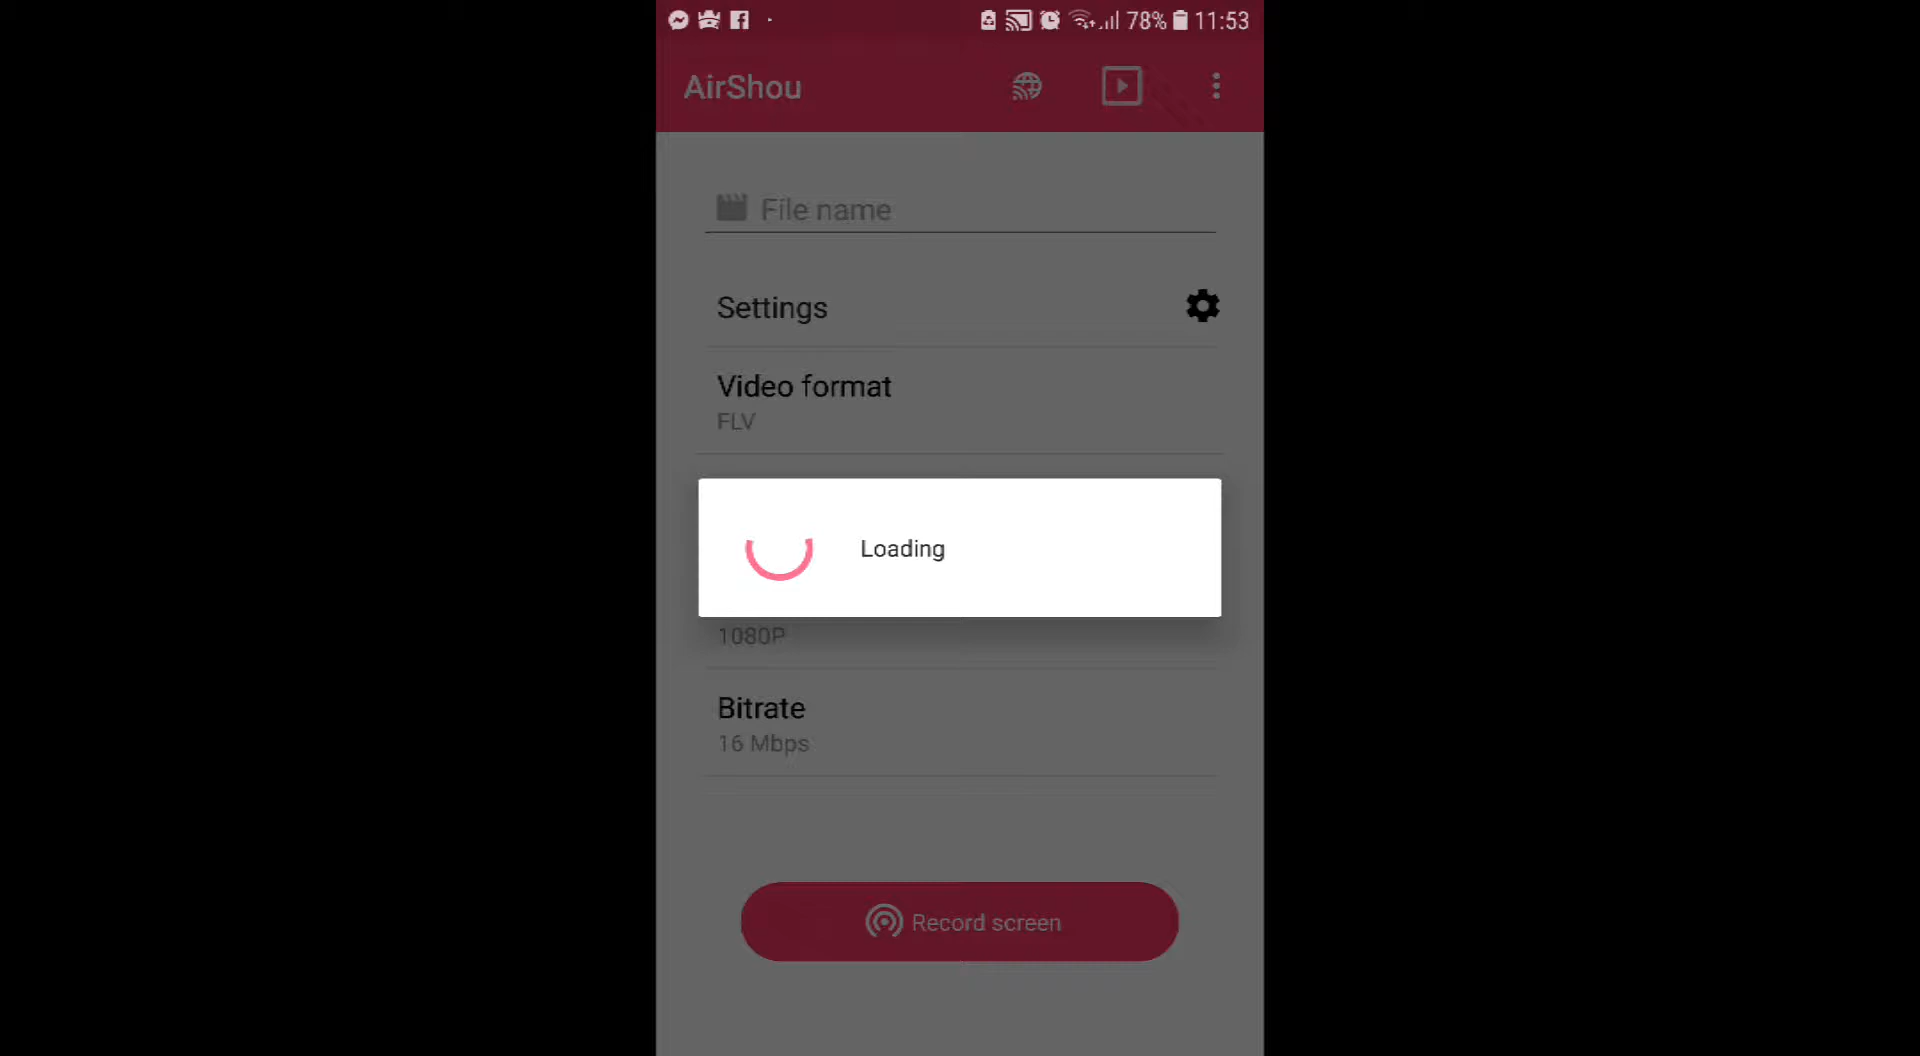 78% 11:53
AirShou
File name
Settings
Video format
FLV
Loading
1080P
Bitrate
16 Mbps
Record screen